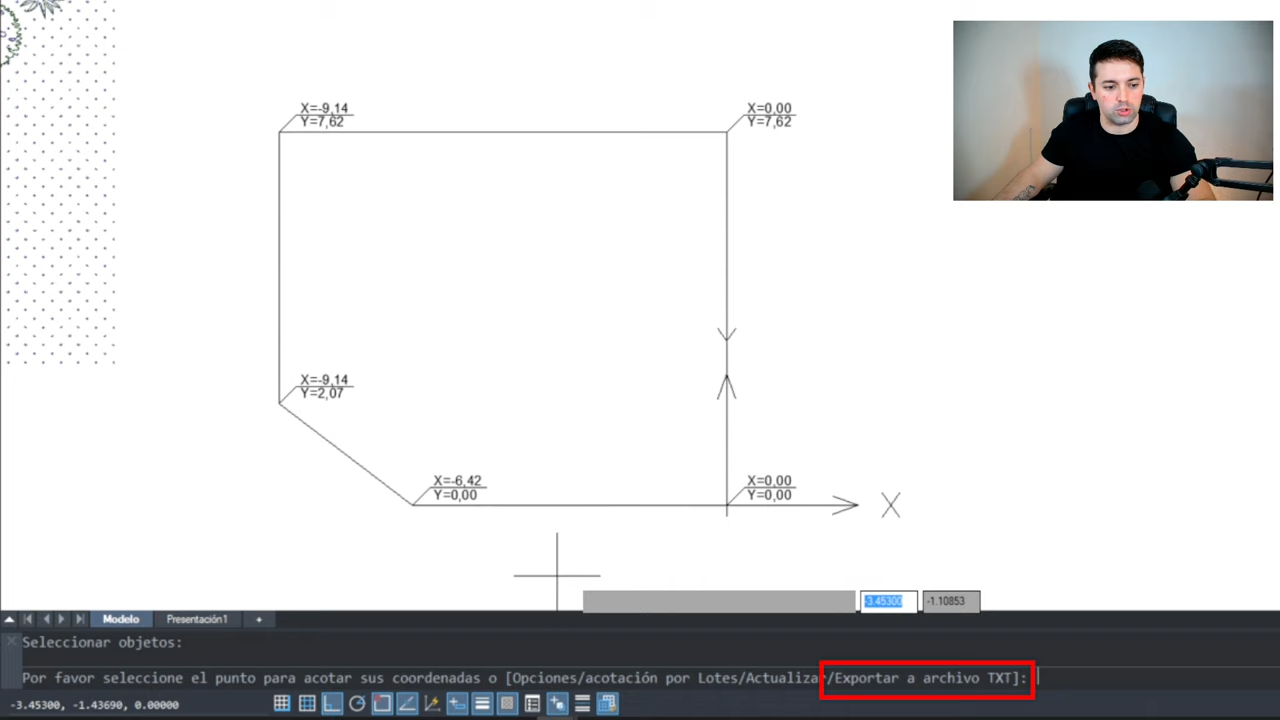 X=-9,14
Y=7,62
X=0,00
Y=7,62
X=-9,14
Y=2,07
X=-6,42
Y=0,00
X=0,00
Y=0,00
X
-3.45300
-1.10853
Modelo
Presentación1
+
Seleccionar objetos:
Por favor seleccione el punto para acotar sus coordenadas o [Opciones/acotación por Lotes/Actualizar/Exportar a archivo TXT]:
-3.45300, -1.43690, 0.00000